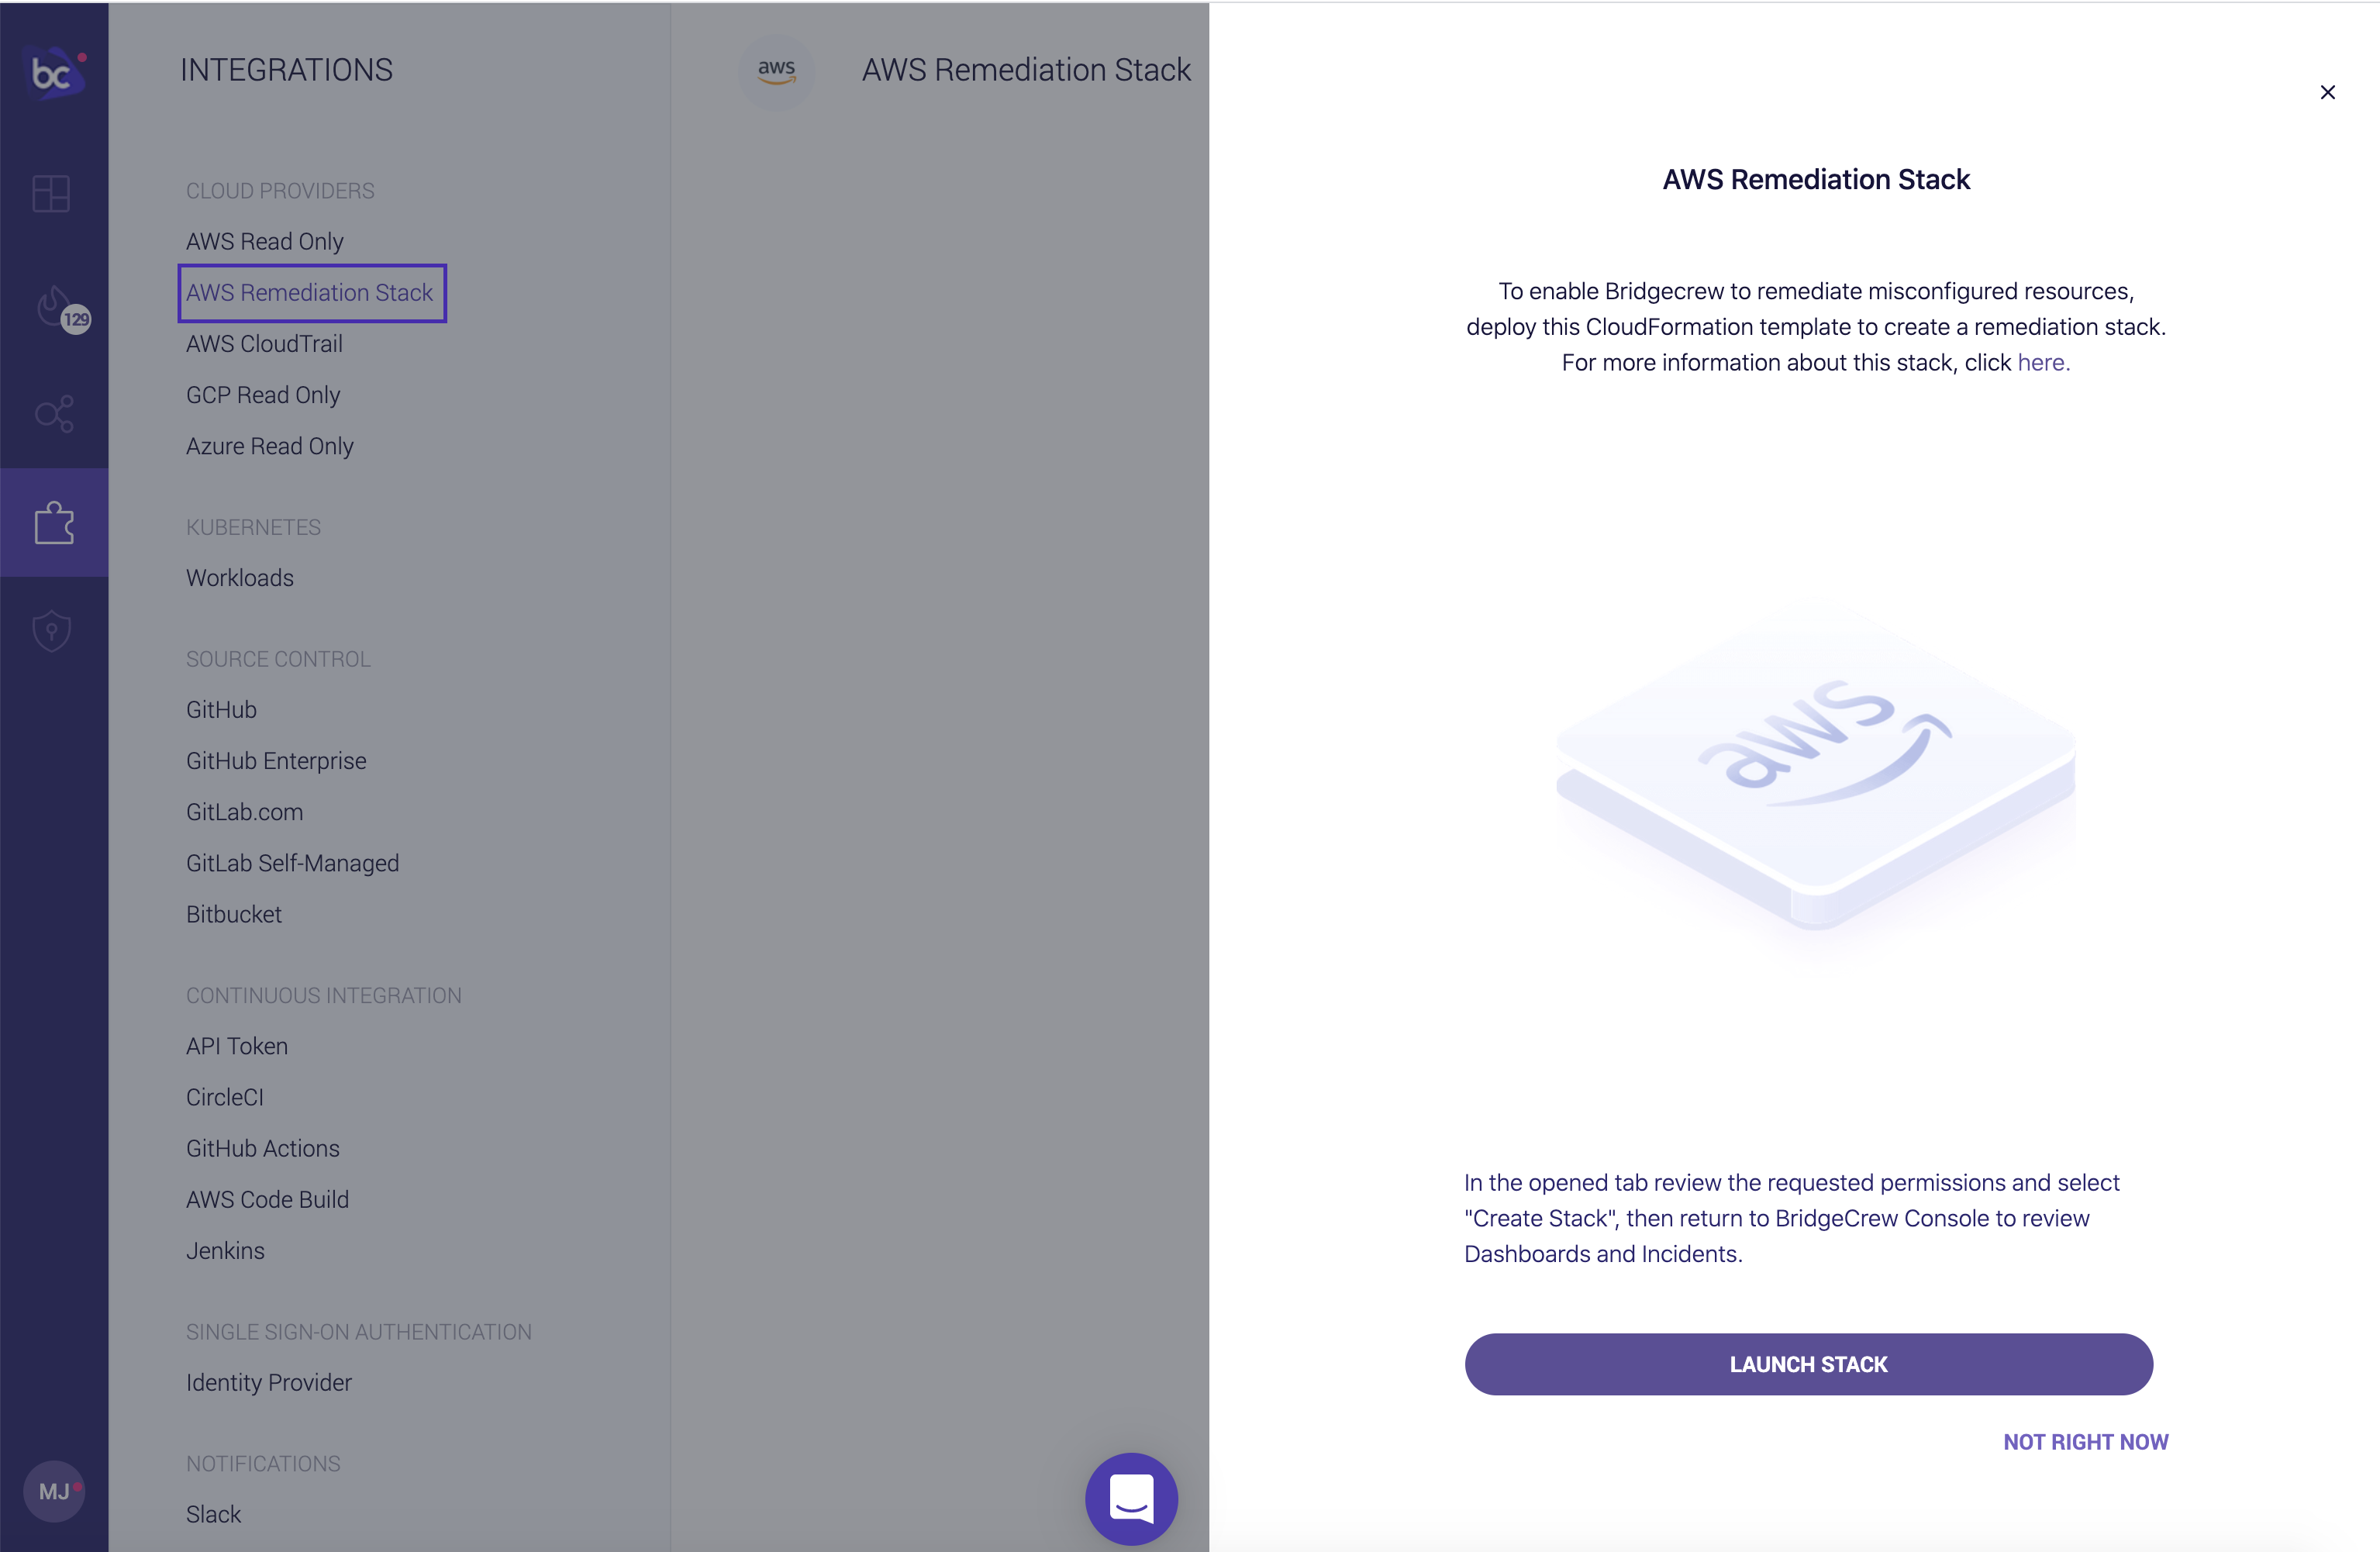 bc
INTEGRATIONS
aws
AWS Remediation Stack
CLOUD PROVIDERS
AWS Read Only
AWS Remediation Stack
AWS CloudTrail
GCP Read Only
Azure Read Only
129
KUBERNETES
Workloads
SOURCE CONTROL
GitHub
GitHub Enterprise
GitLab.com
GitLab Self-Managed
Bitbucket
CONTINUOUS INTEGRATION
API Token
CircleCI
GitHub Actions
AWS Code Build
Jenkins
SINGLE SIGN-ON AUTHENTICATION
Identity Provider
NOTIFICATIONS
Slack
MJ
AWS Remediation Stack
To enable Bridgecrew to remediate misconfigured resources,
deploy this CloudFormation template to create a remediation stack.
For more information about this stack, click here.
aws
In the opened tab review the requested permissions and select
"Create Stack", then return to BridgeCrew Console to review
Dashboards and Incidents.
LAUNCH STACK
NOT RIGHT NOW